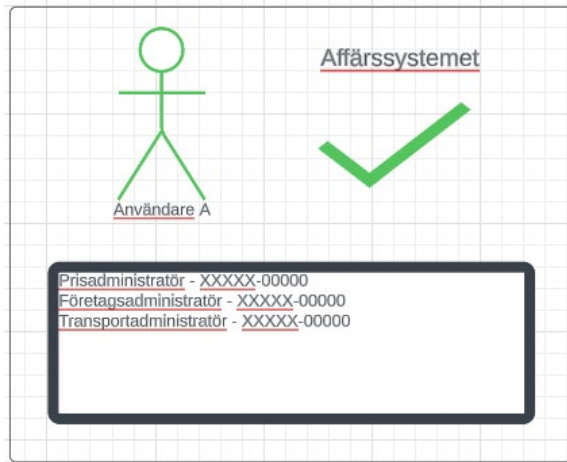 Affärssystemet
Användare A
Prisadministratör - XXXXX-00000
Företagsadministratör - XXXXX-00000
Transportadministratör - XXXXX-00000